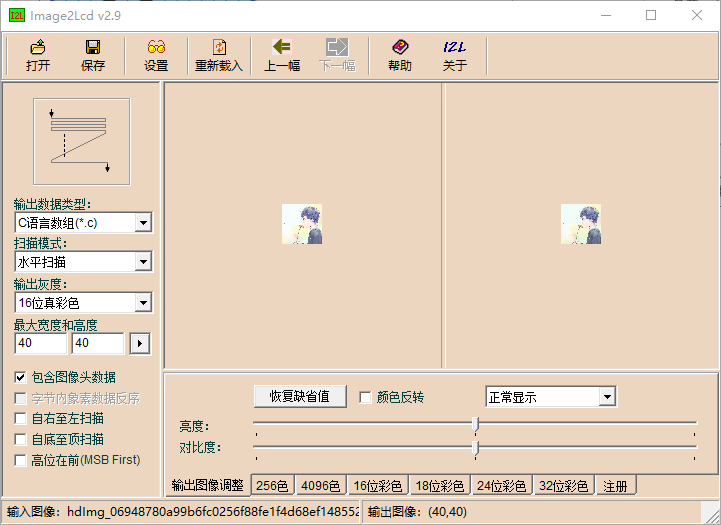 Image2Lcd v2.9
打开 保存 设置 重新载入 上一幅 下一幅 帮助 关于
输出数据类型:
C语言数组(*.c)
扫描模式:
水平扫描
输出灰度:
16位真彩色
最大宽度和高度
40 40
包含图像头数据
字节内象素数据反序
自右至左扫描
自底至顶扫描
高位在前(MSB First)
恢复缺省值 颜色反转 正常显示
亮度:
对比度:
输出图像调整 256色 4096色 16位彩色 18位彩色 24位彩色 32位彩色 注册
输入图像: hdImg_06948780a99b6fc0256f88fe1f4d68ef148552 输出图像: (40,40)